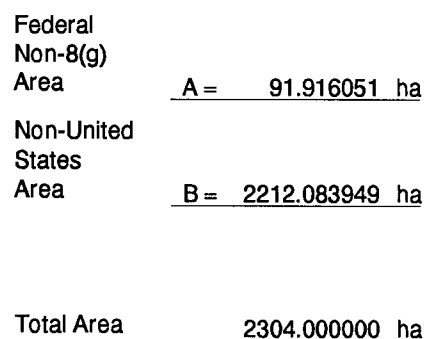 Federal
Non-8(g)
Area A = 91.916051 ha
Non-United
States
Area B = 2212.083949 ha
Total Area 2304.000000 ha